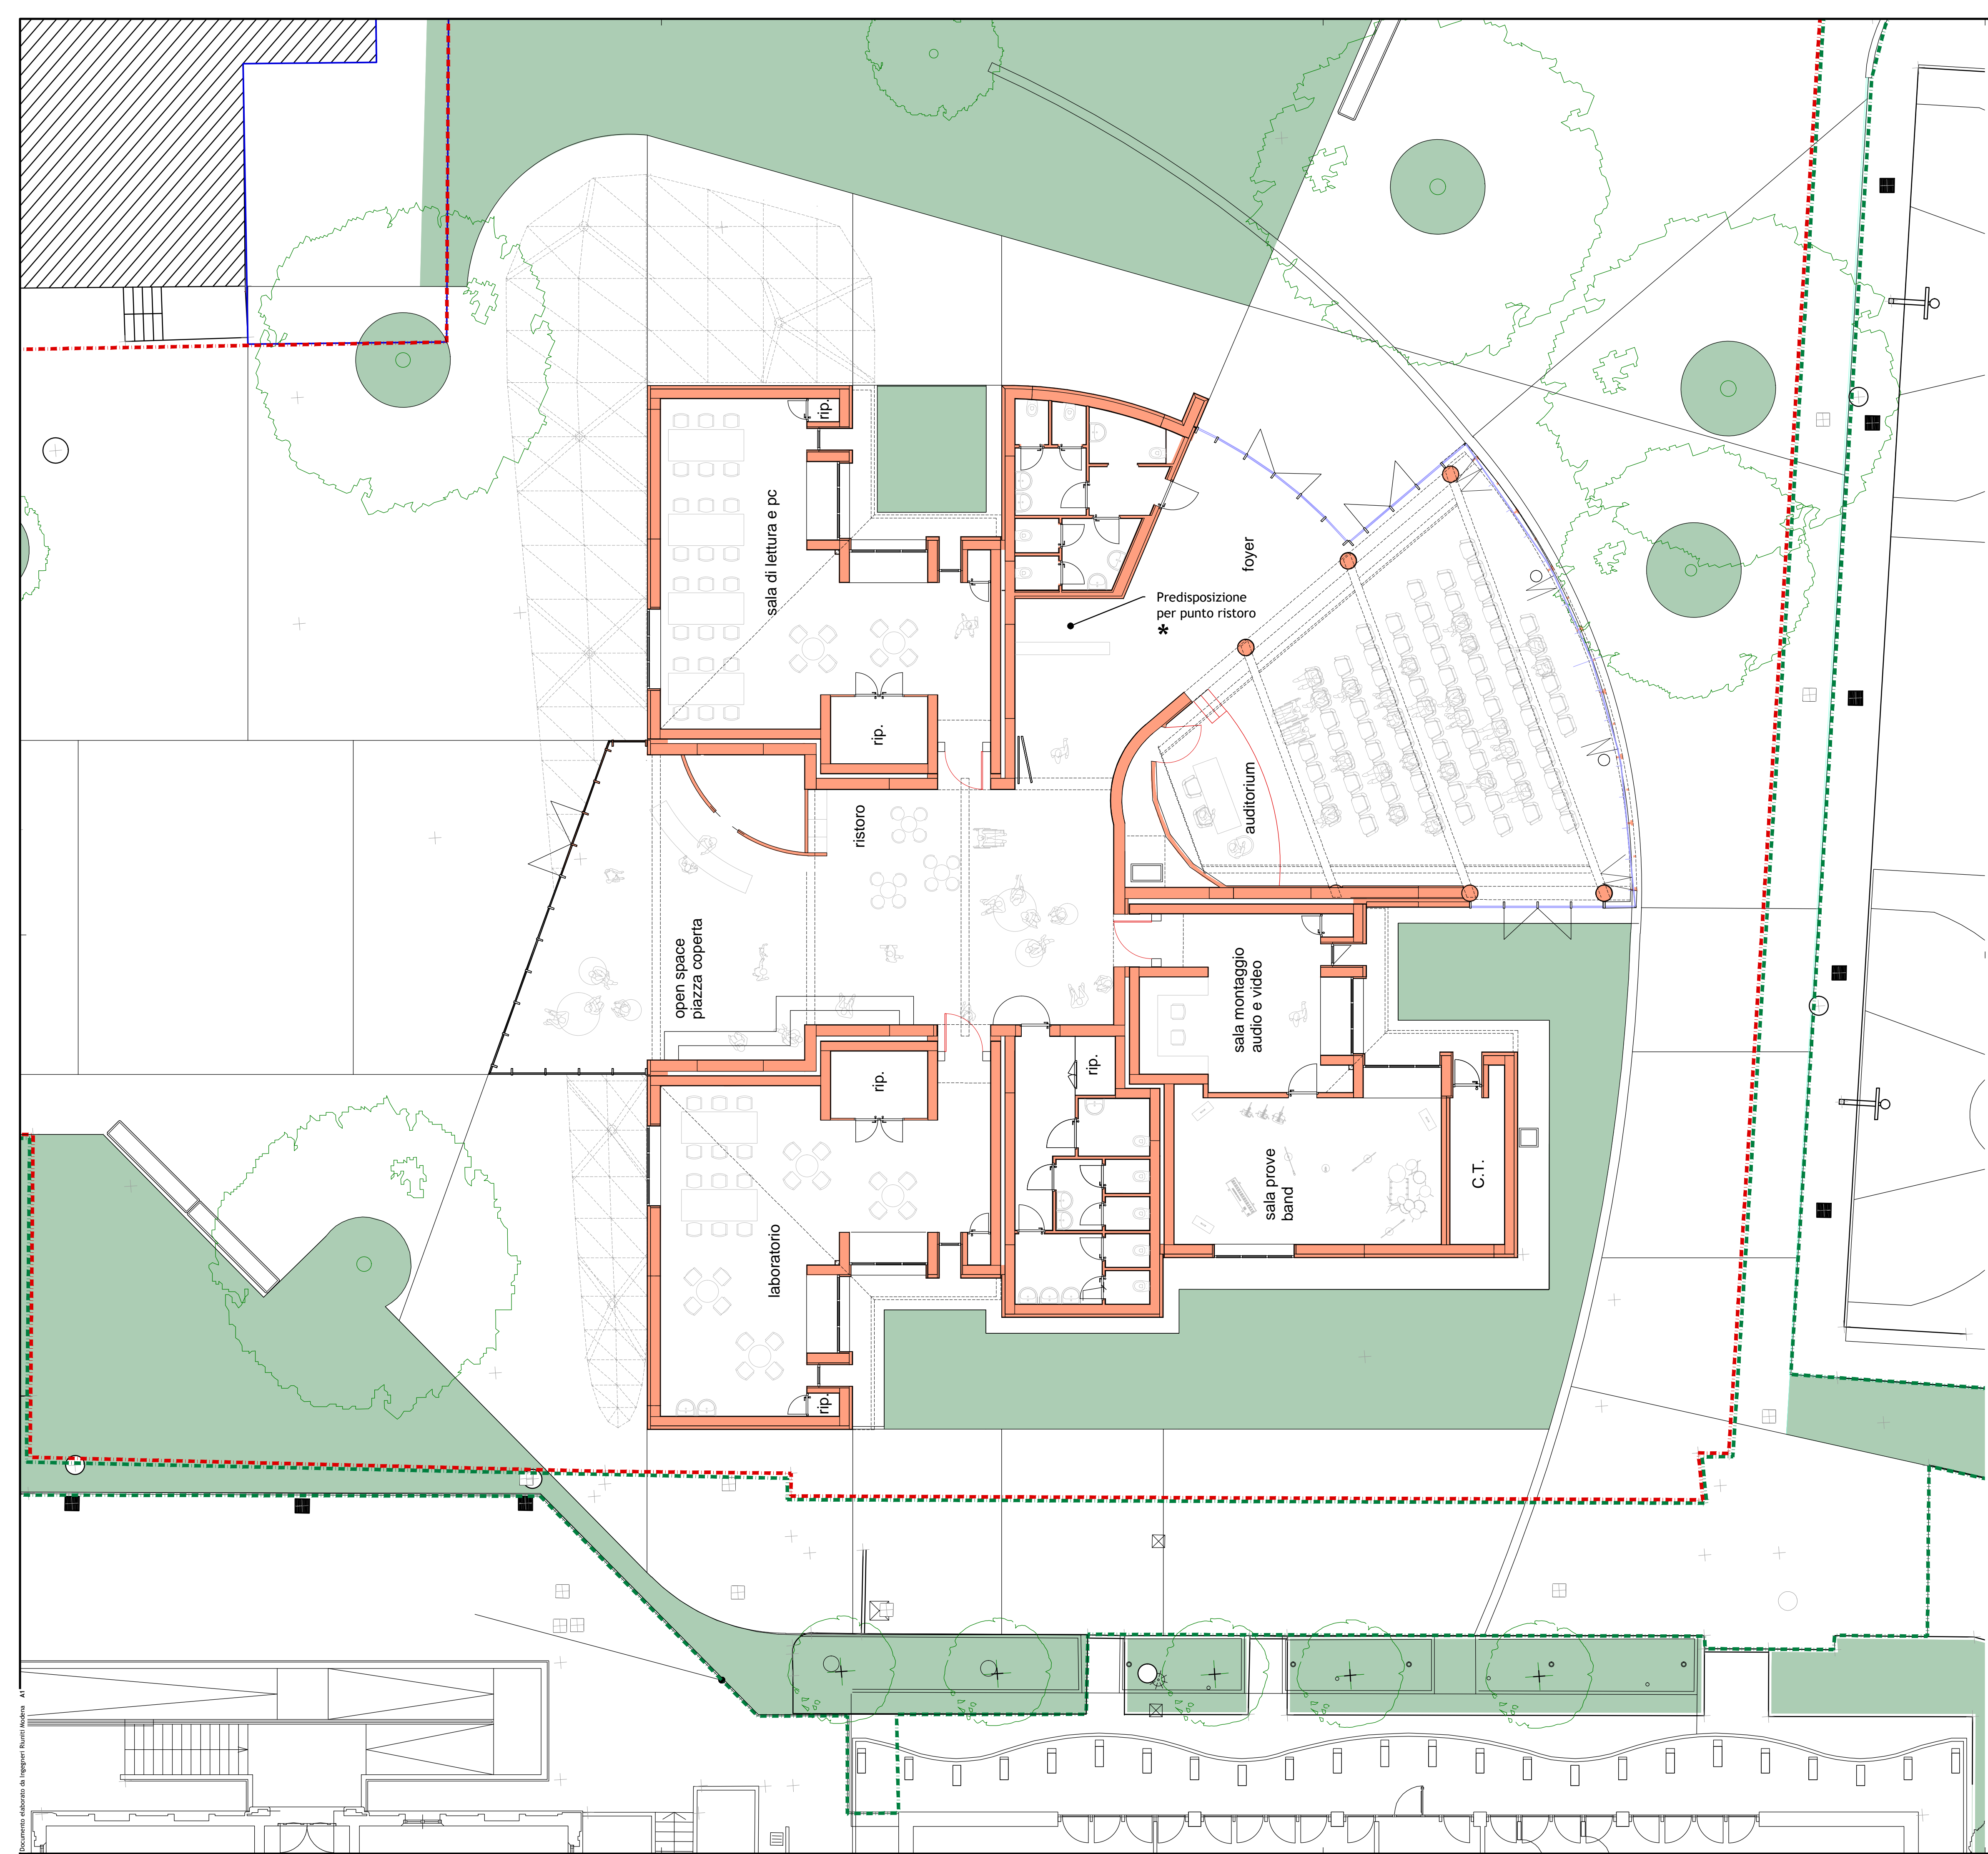 rip.
sala di lettura e pc
foyer
Predisposizione
per punto ristoro
*
rip.
ristoro
auditorium
open space
piazza coperta
sala montaggio
audio e video
rip.
rip.
sala prove
band
C.T.
laboratorio
rip.
Documento elaborato da Ingegneri Riuniti Modena A1